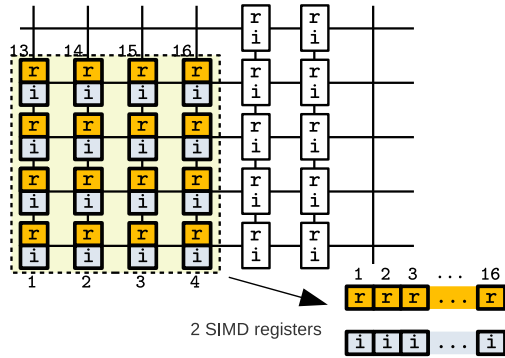 r r
i i
13 14 15 16
r r r r
i i i i
r i
r i
r r r r
i i i i
r i
r i
r r r r
i i i i
r i
r i
r r r r
i i i i
r i
r i
1 2 3 4
1 2 3 ... 16
r r r ... r
2 SIMD registers
i i i ... i